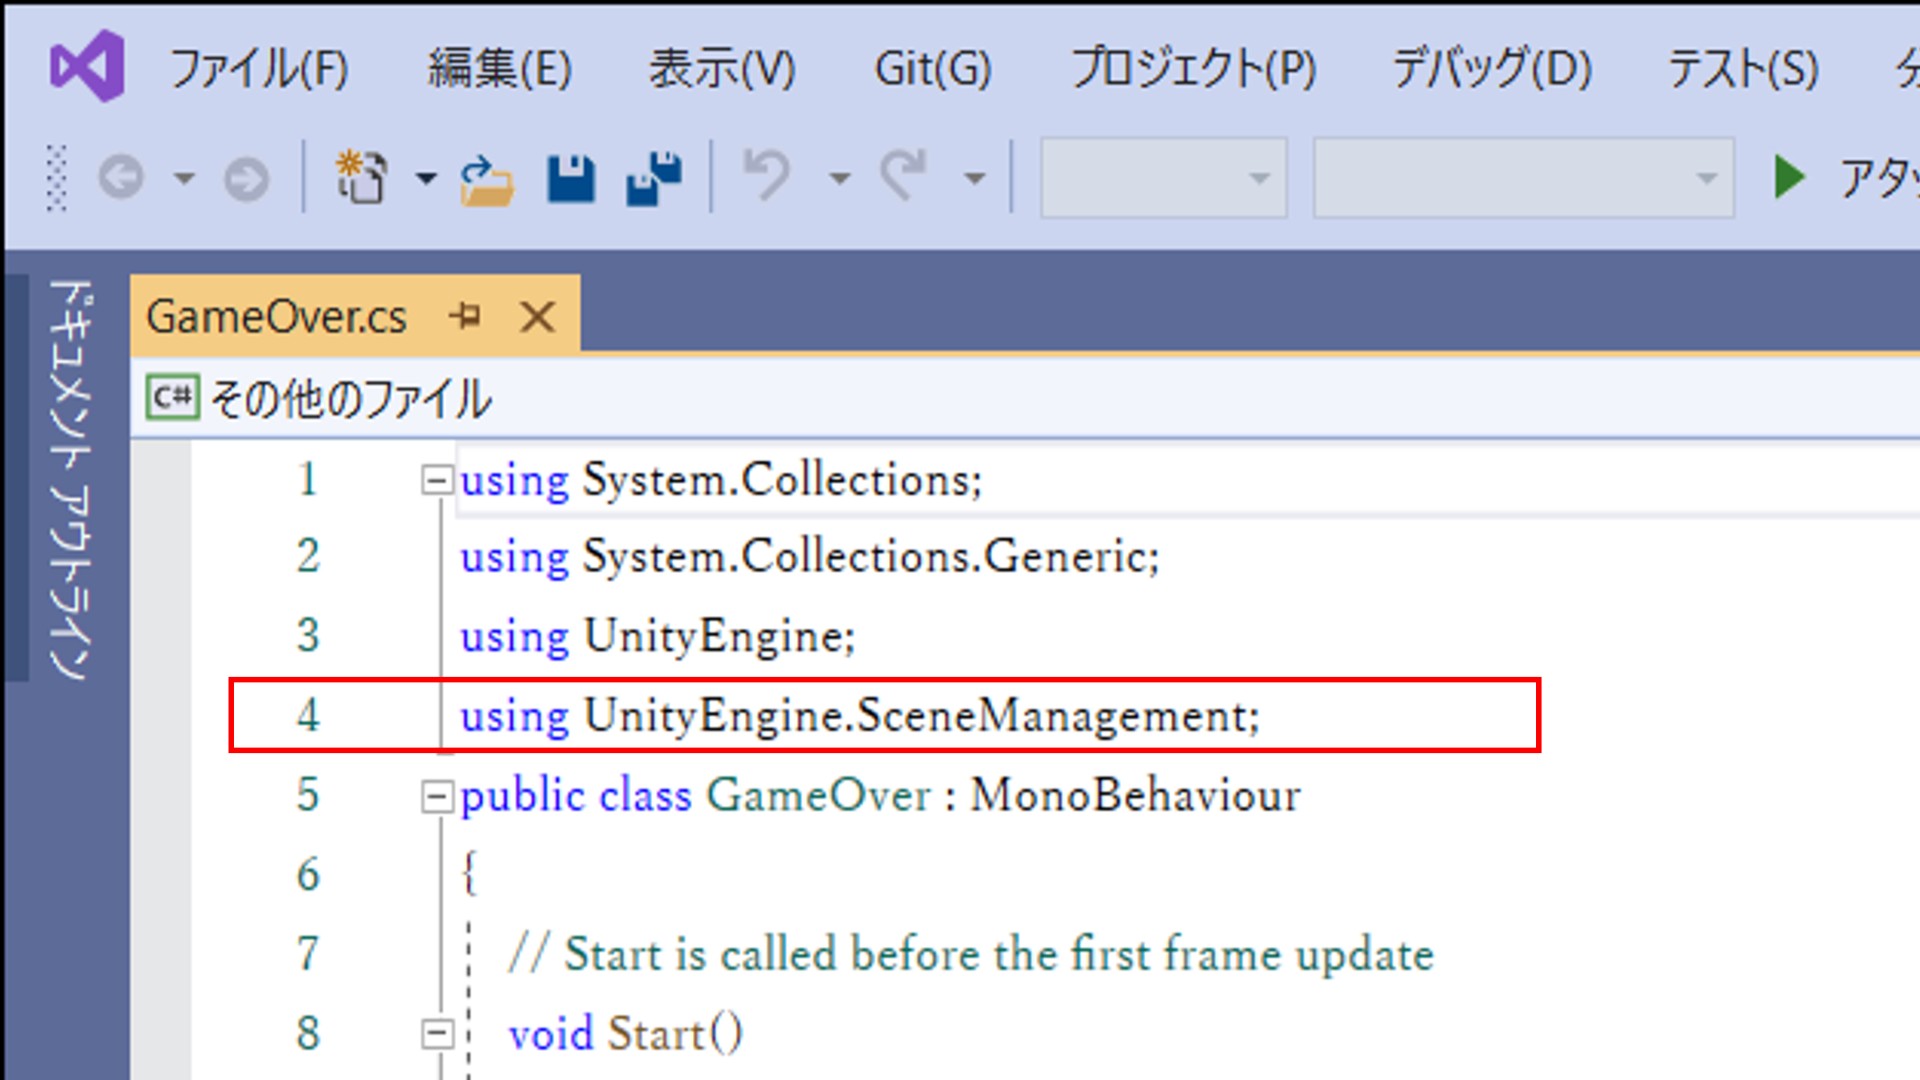 ファイル(F) 編集(E) 表示(V) Git(G) プロジェクト(P) デバッグ(D) テスト(S)
アタッ
ドキュメント アウトライン
GameOver.cs
C# その他のファイル
1 using System.Collections;
2 using System.Collections.Generic;
3 using UnityEngine;
4 using UnityEngine.SceneManagement;
5 public class GameOver : MonoBehaviour
6 {
7 // Start is called before the first frame update
8 void Start()